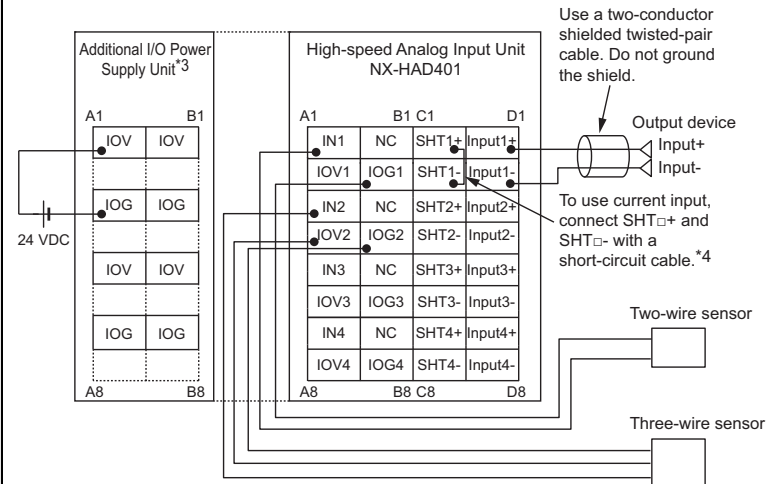 Use a two-conductor
shielded twisted-pair
cable. Do not ground
the shield.
Additional I/O Power
Supply Unit*3
High-speed Analog Input Unit
NX-HAD401
A1 B1
A1 B1 C1 D1
Output device
IOV IOV
IN1 NC SHT1+ Input1+
Input+
IOV1 IOG1 SHT1- Input1-
Input-
IOG IOG
IN2 NC SHT2+ Input2+
To use current input,
connect SHT□+ and
SHT□- with a
short-circuit cable.*4
24 VDC
IOV2 IOG2 SHT2- Input2-
IOV IOV
IN3 NC SHT3+ Input3+
IOV3 IOG3 SHT3- Input3-
Two-wire sensor
IOG IOG
IN4 NC SHT4+ Input4+
IOV4 IOG4 SHT4- Input4-
A8 B8
A8 B8 C8 D8
Three-wire sensor